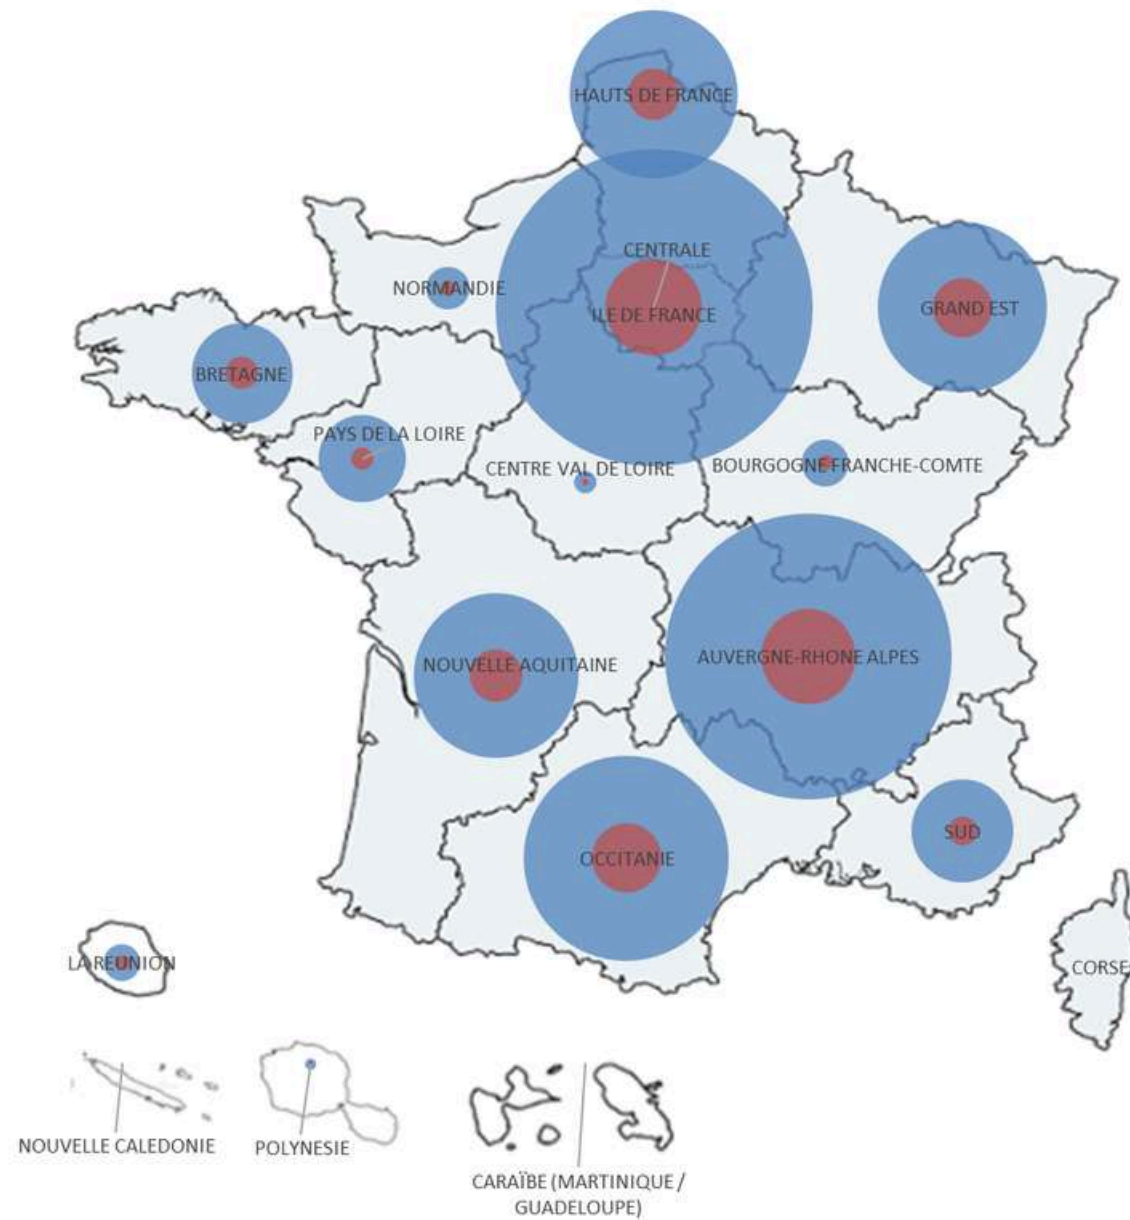 HAUTS DE FRANCE
CENTRALE
NORMANDIE
ILE DE FRANCE
GRAND EST
BRETAGNE
PAYS DE LA LOIRE
CENTRE VAL DE LOIRE
BOURGOGNE FRANCHE-COMTE
NOUVELLE AQUITAINE
AUVERGNE-RHONE ALPES
OCCITANIE
SUD
LA REUNION
CORSE
NOUVELLE CALEDONIE
POLYNESIE
CARAÏBE (MARTINIQUE /
GUADELOUPE)